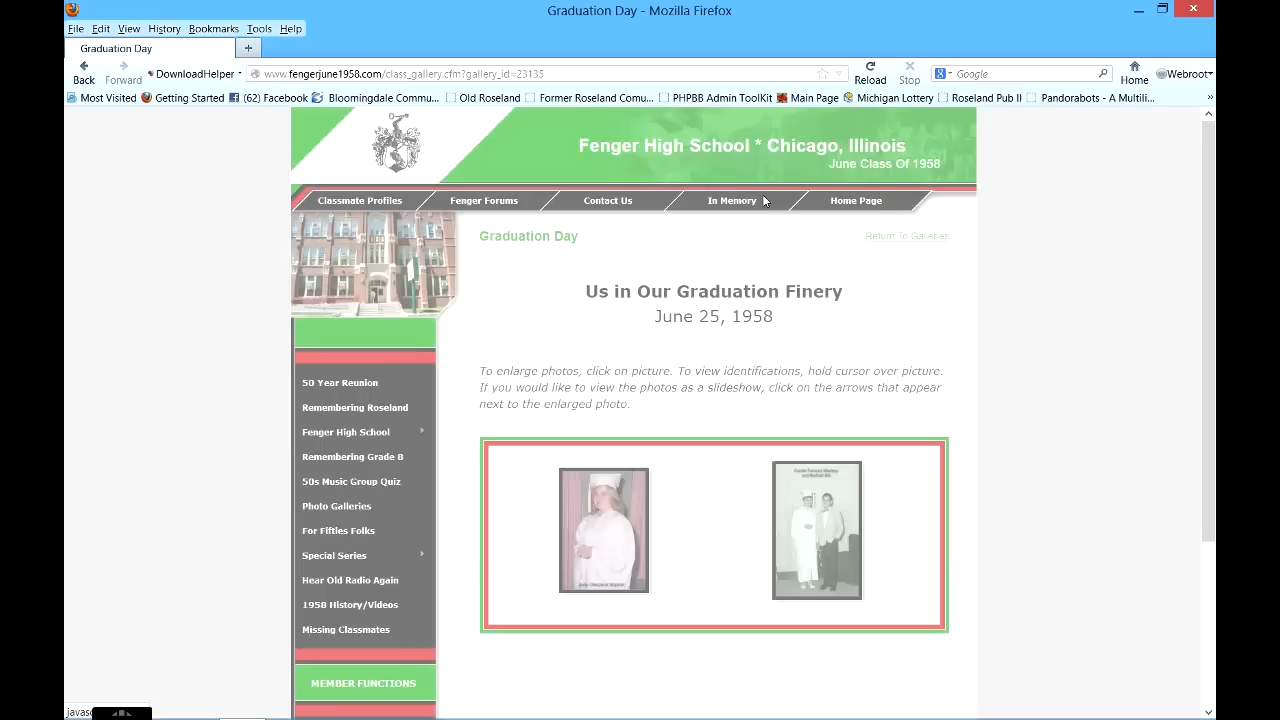 Graduation Day - Mozilla Firefox
File Edit View History Bookmarks Tools Help
Graduation Day
Back Forward DownloadHelper www.fengerjune1958.com/class_gallery.cfm?gallery_id=23135 Reload Stop Google Home Webroot
Most Visited Getting Started (62) Facebook Bloomingdale Commu... Old Roseland Former Roseland Comu... PHPBB Admin ToolKit Main Page Michigan Lottery Roseland Pub II Pandorabots - A Multili... »
Fenger High School * Chicago, Illinois
June Class Of 1958
Classmate Profiles Fenger Forums Contact Us In Memory Home Page
Graduation Day Return To Galleries
Us in Our Graduation Finery
June 25, 1958
To enlarge photos, click on picture. To view identifications, hold cursor over picture.
If you would like to view the photos as a slideshow, click on the arrows that appear
next to the enlarged photo.
50 Year Reunion
Remembering Roseland
Fenger High School
Remembering Grade 8
50s Music Group Quiz
Photo Galleries
For Fifties Folks
Special Series
Hear Old Radio Again
1958 History/Videos
Missing Classmates
MEMBER FUNCTIONS
javasc